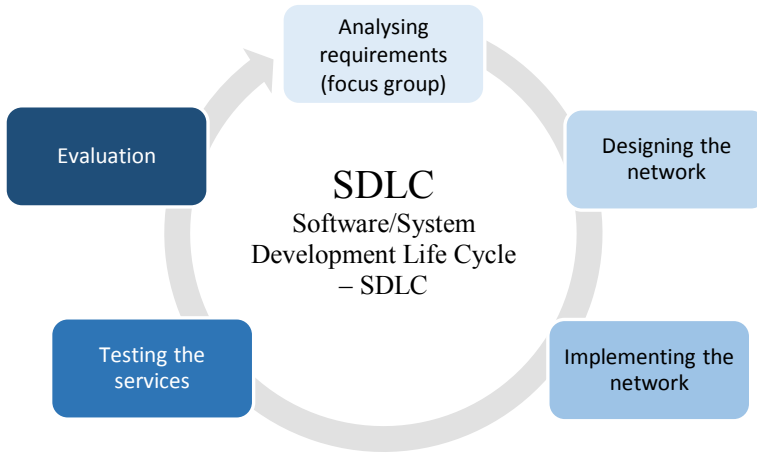 Analysing
requirements
(focus group)
Evaluation
Designing the
network
SDLC
Software/System
Development Life Cycle
– SDLC
Testing the
services
Implementing the
network